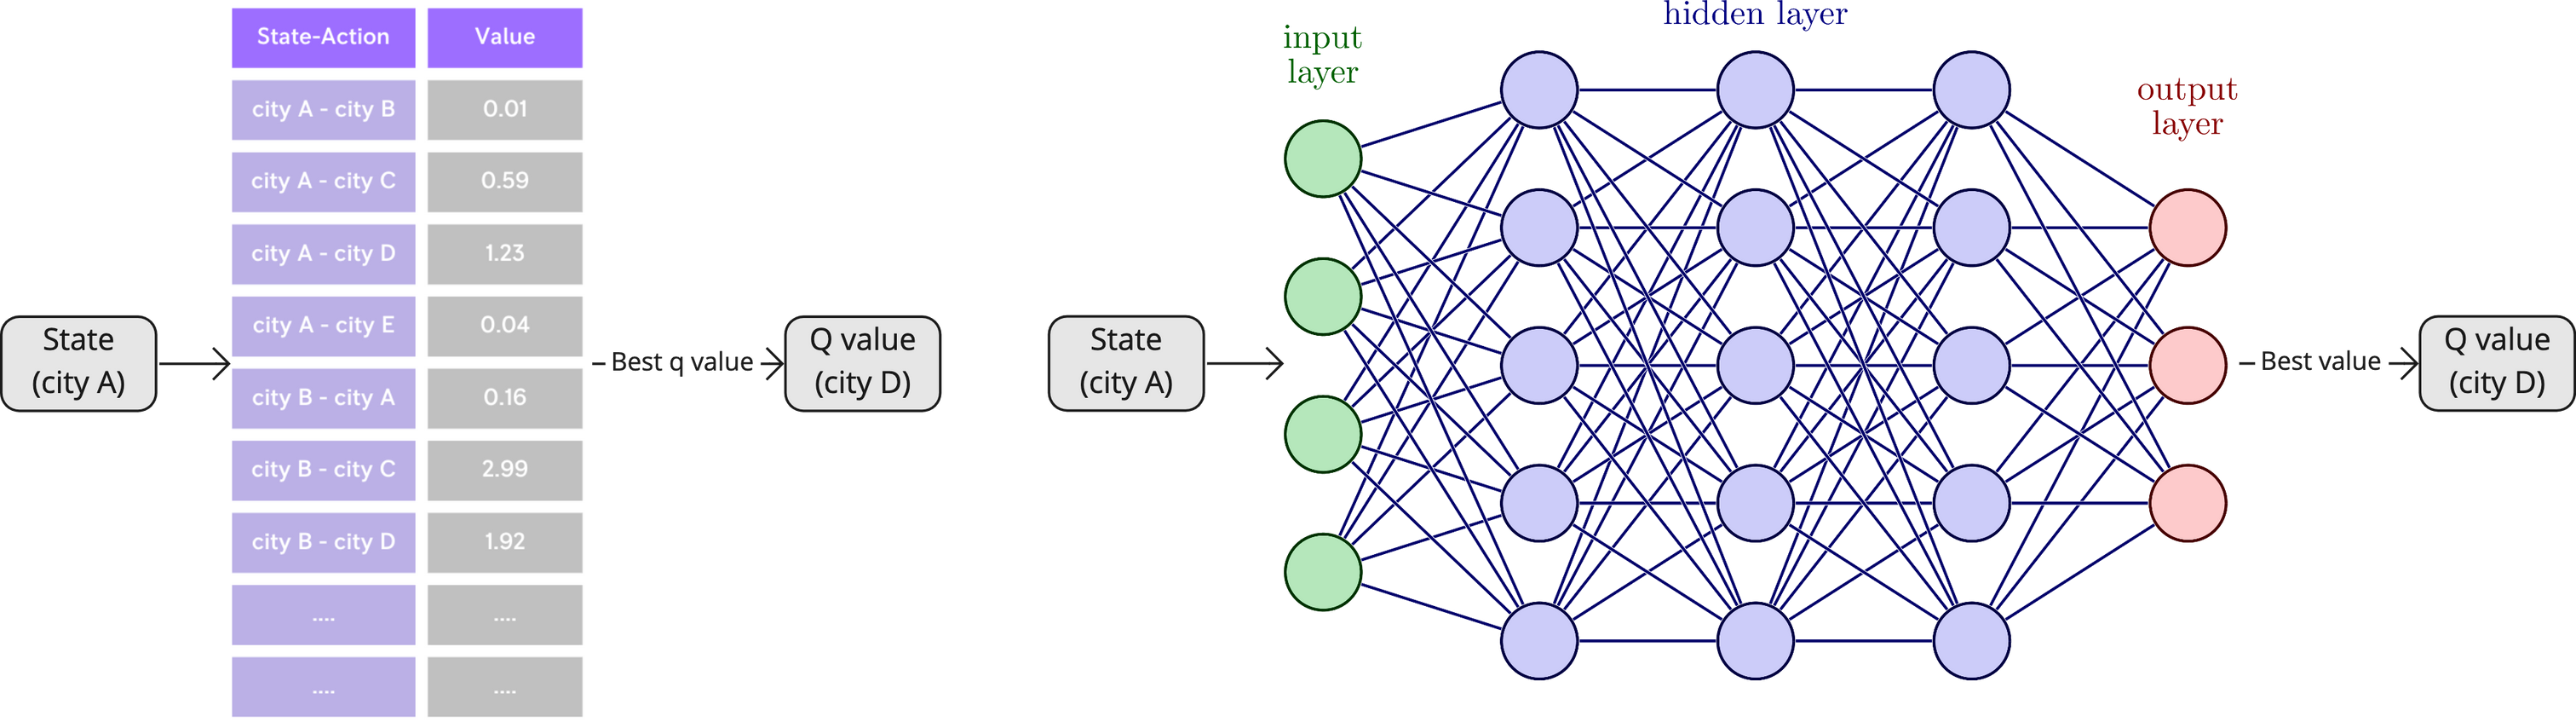 State-Action Value
city A - city B 0.01
city A - city C 0.59
city A - city D 1.23
city A - city E 0.04
city B - city A 0.16
city B - city C 2.99
city B - city D 1.92
.... ....
.... ....
State
(city A)
Best q value
Q value
(city D)
State
(city A)
input
layer
hidden layer
output
layer
Best value
Q value
(city D)